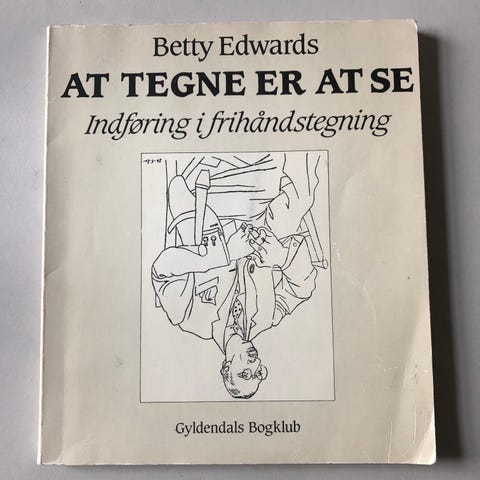 Betty Edwards
AT TEGNE ER AT SE
Indføring i frihåndstegning
Gyldendals Bogklub